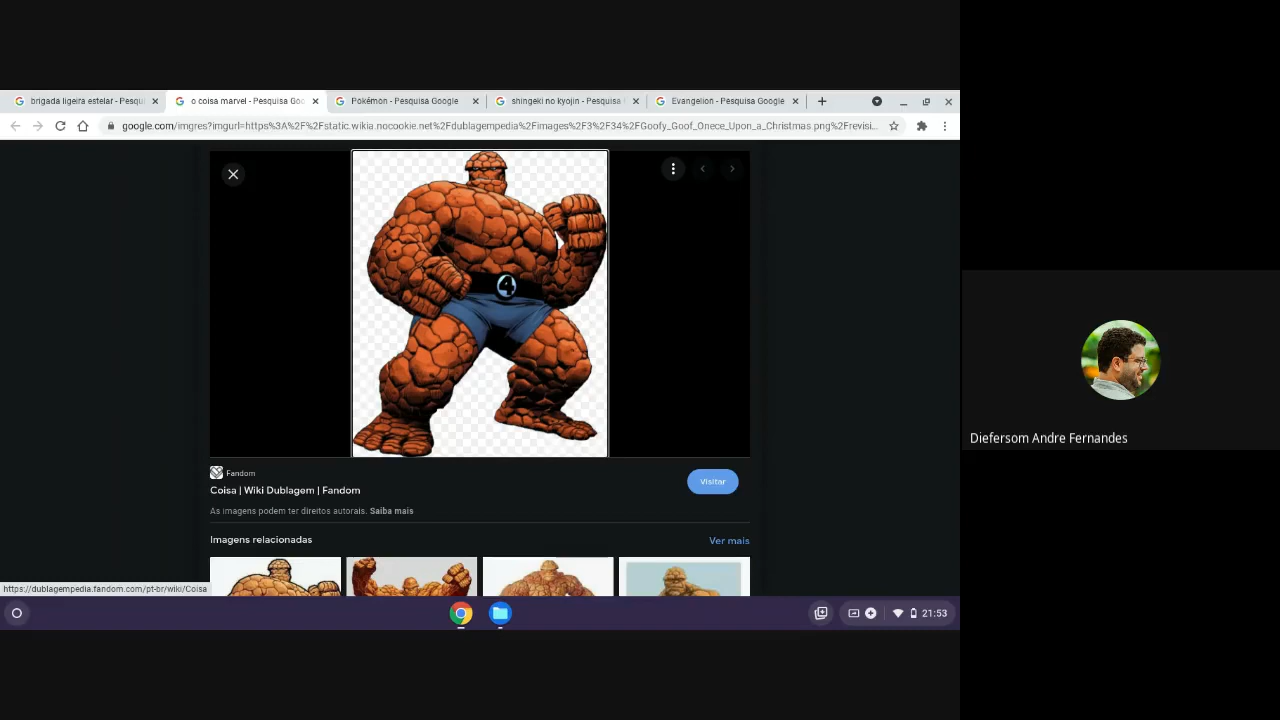 brigada ligeira estelar - Pesqui
o coisa marvel - Pesquisa Goo
Pokémon - Pesquisa Google
shingeki no kyojin - Pesquisa
Evangelion - Pesquisa Google
google.com/imgres?imgurl=https%3A%2F%2Fstatic.wikia.nocookie.net%2Fdublagempedia%2Fimages%2F3%2F34%2FGoofy_Goof_Onece_Upon_a_Christmas.png%2Frevisi...
4
Fandom
Coisa | Wiki Dublagem | Fandom
Visitar
As imagens podem ter direitos autorais. Saiba mais
Imagens relacionadas
Ver mais
https://dublagempedia.fandom.com/pt-br/wiki/Coisa
21:53
Diefersom Andre Fernandes